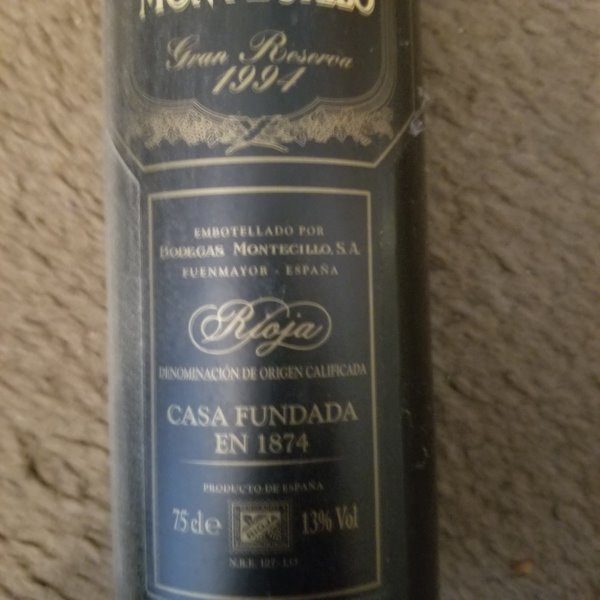 MONTECILLO
Gran Reserva
1994
EMBOTELLADO POR
BODEGAS MONTECILLO, S.A.
FUENMAYOR - ESPAÑA
Rioja
DENOMINACIÓN DE ORIGEN CALIFICADA
CASA FUNDADA
EN 1874
PRODUCTO DE ESPAÑA
75 cl e 13% Vol